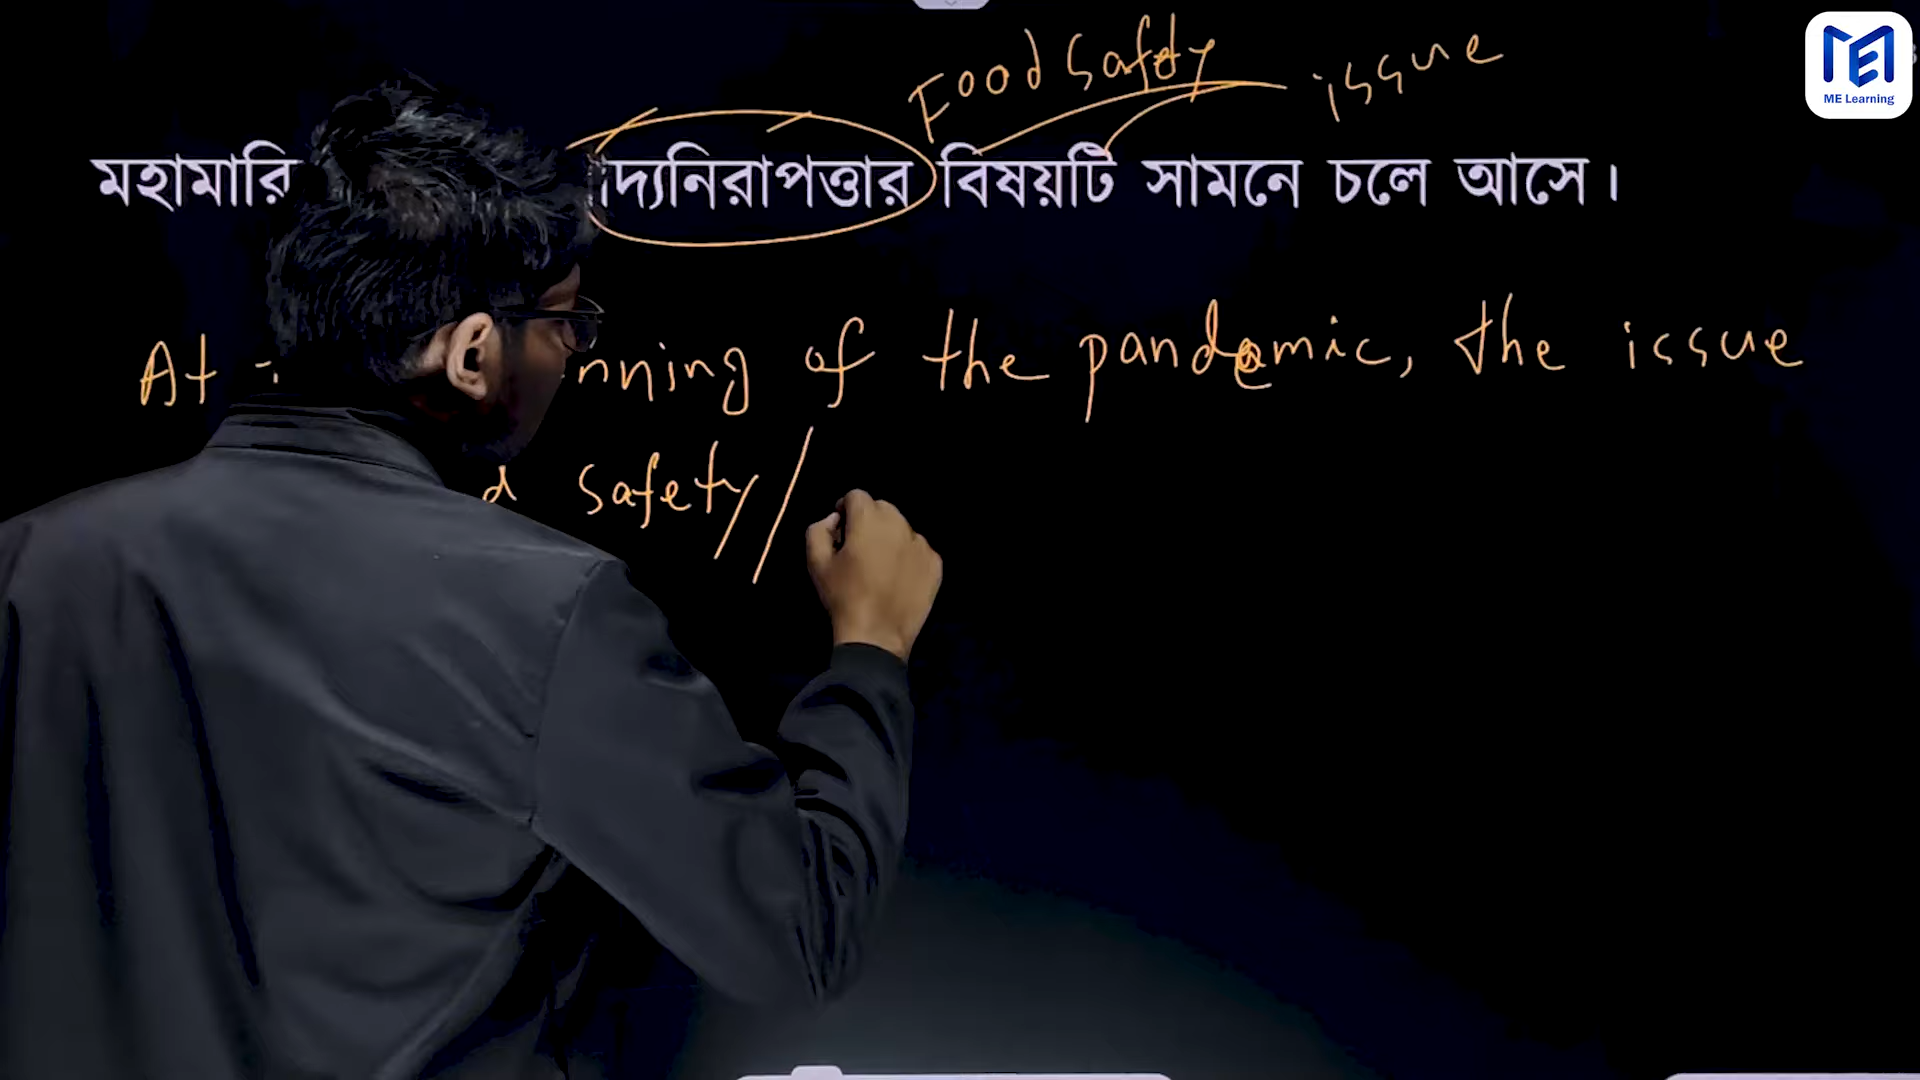 Food Safety issue
মহামারি দ্যনিরাপত্তার বিষয়টি সামনে চলে আসে।
At nning of the pandemic, the issue
d safety/
ME Learning